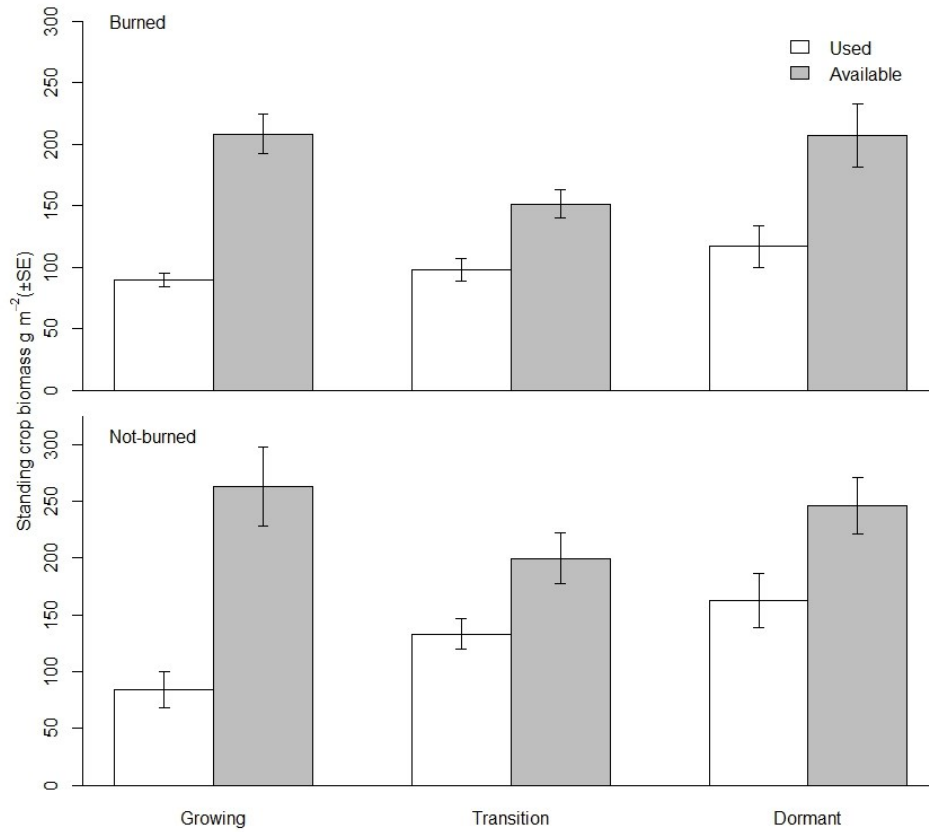 Burned
Used
Available
300
250
200
150
100
50
0
Standing crop biomass g m⁻²(±SE)
Not-burned
300
250
200
150
100
50
0
Growing Transition Dormant